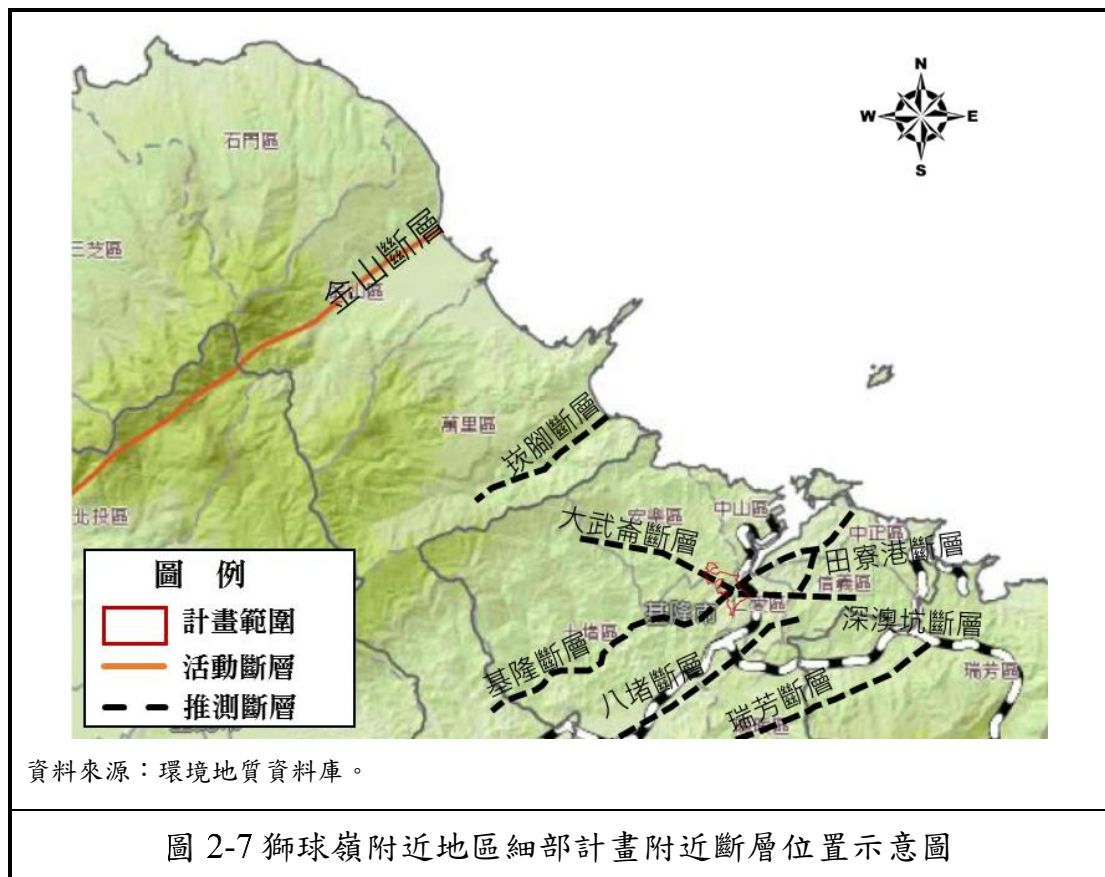 N
W
E
S
石門區
三芝區
金山斷層
萬里區
崁腳斷層
北投區
大武崙斷層
安樂區
中山區
中正區
田寮港斷層
信義區
基隆市
七堵區
深澳坑斷層
基隆斷層
八堵斷層
瑞芳斷層
瑞芳區
圖 例
計畫範圍
活動斷層
推測斷層
資料來源：環境地質資料庫。
圖 2-7 獅球嶺附近地區細部計畫附近斷層位置示意圖